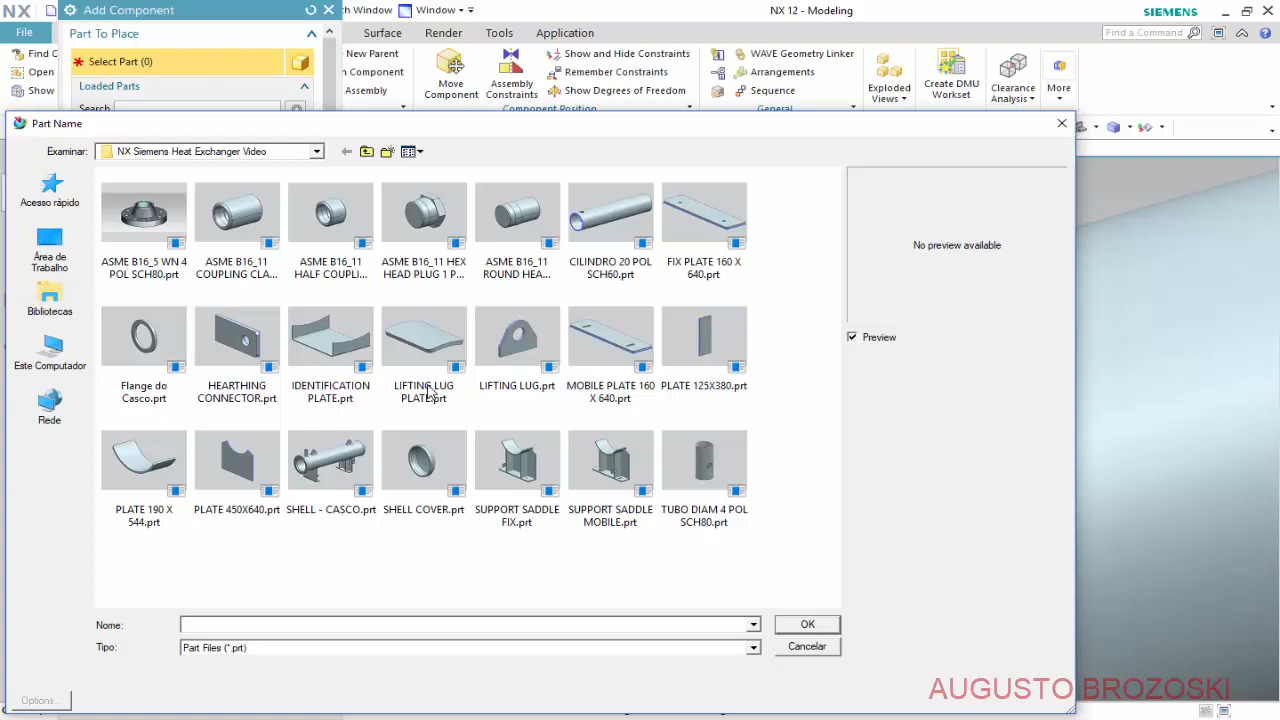 NX
Add Component
ch Window
Window
NX 12 - Modeling
SIEMENS
File
Part To Place
Surface
Render
Tools
Application
Find a Command
Find C
Open
Show
Select Part (0)
Loaded Parts
Search
New Parent
n Component
Assembly
Move
Component
Assembly
Constraints
Show and Hide Constraints
Remember Constraints
Show Degrees of Freedom
Component Position
WAVE Geometry Linker
Arrangements
Sequence
General
Exploded
Views
Create DMU
Workset
Clearance
Analysis
More
Part Name
Examinar:
NX Siemens Heat Exchanger Video
Acesso rápido
Área de
Trabalho
Bibliotecas
Este Computador
Rede
ASME B16_5 WN 4
POL SCH80.prt
ASME B16_11
COUPLING CLA...
ASME B16_11
HALF COUPLI...
ASME B16_11 HEX
HEAD PLUG 1 P...
ASME B16_11
ROUND HEA...
CILINDRO 20 POL
SCH60.prt
FIX PLATE 160 X
640.prt
Flange do
Casco.prt
HEARTHING
CONNECTOR.prt
IDENTIFICATION
PLATE.prt
LIFTING LUG
PLATE.prt
LIFTING LUG.prt
MOBILE PLATE 160
X 640.prt
PLATE 125X380.prt
PLATE 190 X
544.prt
PLATE 450X640.prt
SHELL - CASCO.prt
SHELL COVER.prt
SUPPORT SADDLE
FIX.prt
SUPPORT SADDLE
MOBILE.prt
TUBO DIAM 4 POL
SCH80.prt
No preview available
Preview
Nome:
OK
Tipo:
Part Files (*.prt)
Cancelar
Options...
AUGUSTO BROZOSKI